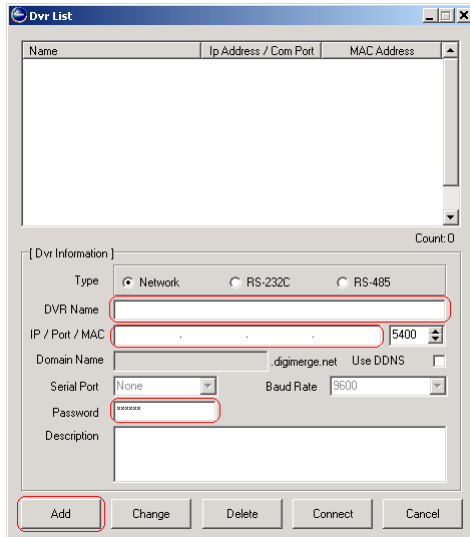 Dvr List
Name Ip Address / Com Port MAC Address
Count:0
[ Dvr Information ]
Type Network RS-232C RS-485
DVR Name
IP / Port / MAC . . . 5400
Domain Name .digimerge.net Use DDNS
Serial Port None Baud Rate 9600
Password ××××××
Description
Add Change Delete Connect Cancel